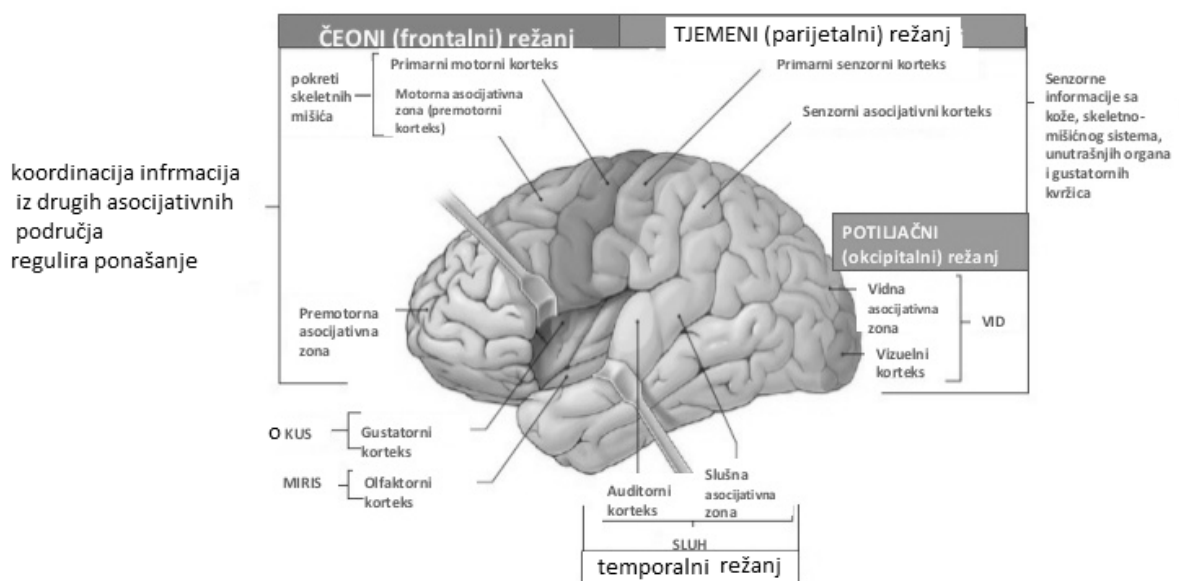 ČEONI (frontalni) režanj
TJEMENI (parijetalni) režanj
pokreti
skeletnih
mišića
Primarni motorni korteks
Motorna asocijativna
zona (premotorni
korteks)
Primarni senzorni korteks
Senzorni asocijativni korteks
Senzorne
informacije sa
kože, skeletno-
mišićnog sistema,
unutrašnjih organa
i gustatornih
kvržica
koordinacija infrmacija
iz drugih asocijativnih
područja
regulira ponašanje
POTILJAČNI
(okcipitalni) režanj
Premotorna
asocijativna
zona
Vidna
asocijativna
zona
VID
Vizuelni
korteks
O KUS
Gustatorni
korteks
MIRIS
Olfaktorni
korteks
Auditorni
korteks
Slušna
asocijativna
zona
SLUH
temporalni režanj